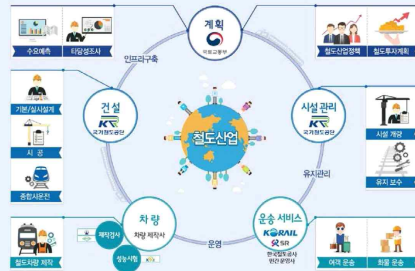 계획
국토교통부
수요예측
타당성조사
철도산업정책
철도투자계획
인프라구축
건설
KR
국가철도공단
시설관리
KR
국가철도공단
기본/실시설계
시 공
종합시운전
시설 개량
유지 보수
철도산업
유지관리
차량
차량 제작사
제작검사
성능시험
철도차량 제작
운송 서비스
KORAIL
SR
한국철도공사
민간 운영사
운영
여객 운송
화물 운송